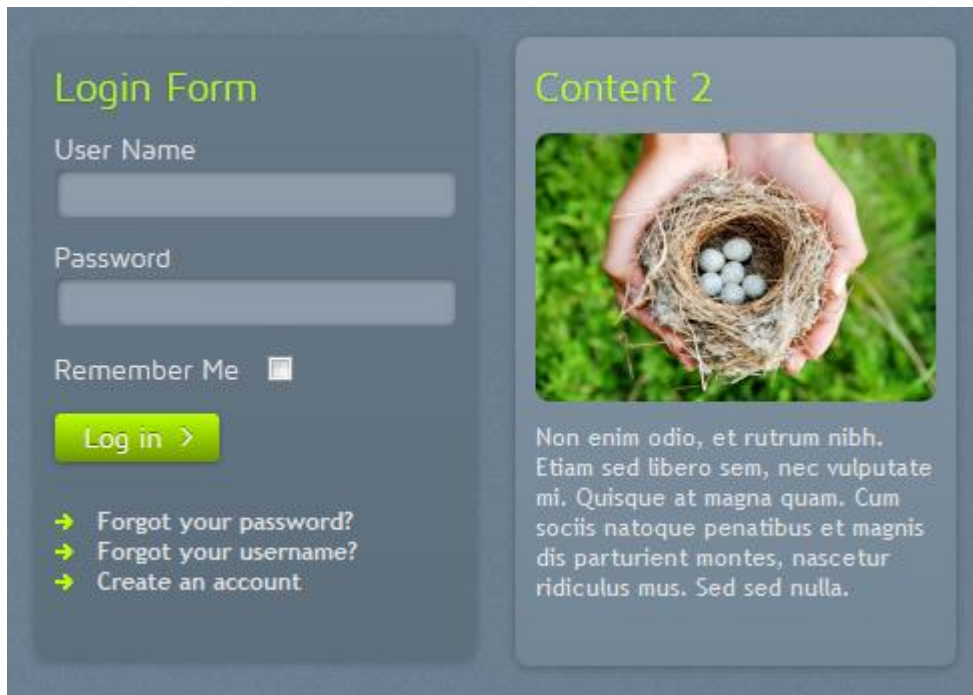 Login Form
User Name
Password
Remember Me
Log in
Forgot your password?
Forgot your username?
Create an account
Content 2
Non enim odio, et rutrum nibh.
Etiam sed libero sem, nec vulputate
mi. Quisque at magna quam. Cum
sociis natoque penatibus et magnis
dis parturient montes, nascetur
ridiculus mus. Sed sed nulla.